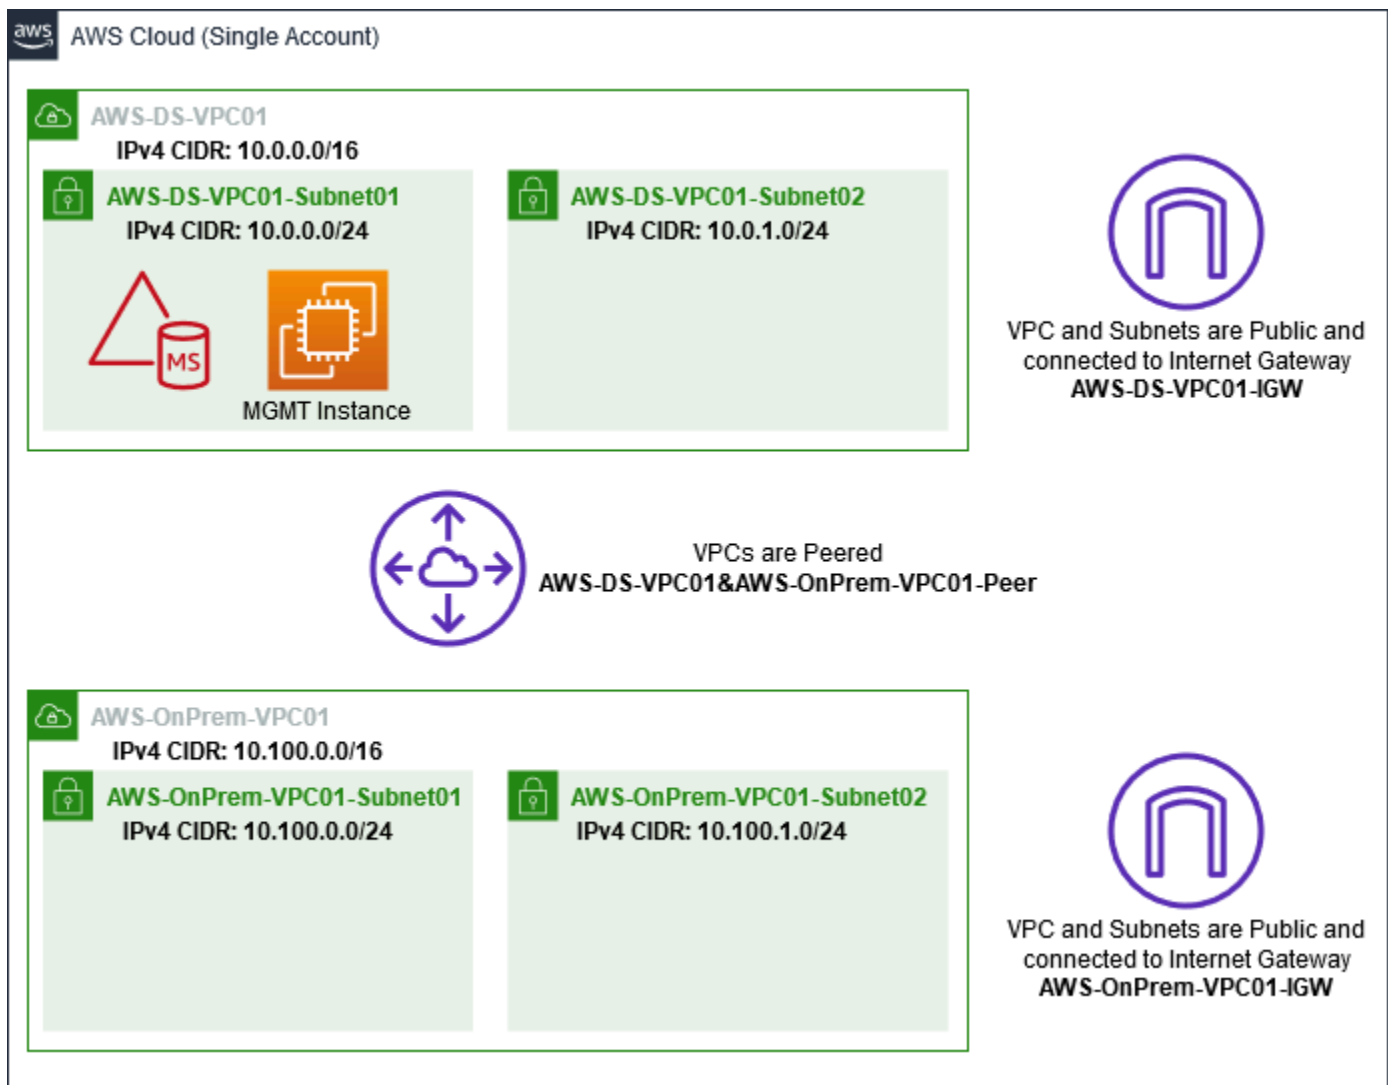 aws
AWS Cloud (Single Account)
AWS-DS-VPC01
IPv4 CIDR: 10.0.0.0/16
AWS-DS-VPC01-Subnet01
IPv4 CIDR: 10.0.0.0/24
MS
MGMT Instance
AWS-DS-VPC01-Subnet02
IPv4 CIDR: 10.0.1.0/24
VPC and Subnets are Public and
connected to Internet Gateway
AWS-DS-VPC01-IGW
VPCs are Peered
AWS-DS-VPC01&AWS-OnPrem-VPC01-Peer
AWS-OnPrem-VPC01
IPv4 CIDR: 10.100.0.0/16
AWS-OnPrem-VPC01-Subnet01
IPv4 CIDR: 10.100.0.0/24
AWS-OnPrem-VPC01-Subnet02
IPv4 CIDR: 10.100.1.0/24
VPC and Subnets are Public and
connected to Internet Gateway
AWS-OnPrem-VPC01-IGW